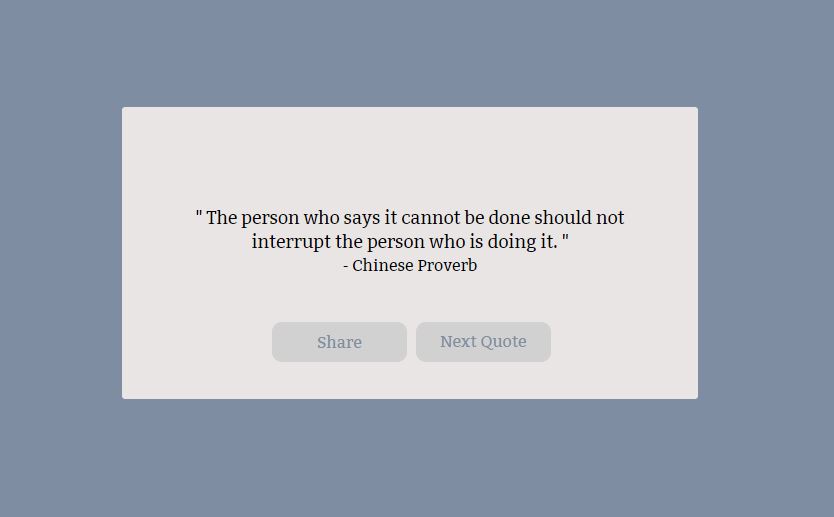 " The person who says it cannot be done should not
interrupt the person who is doing it. "
- Chinese Proverb
Share
Next Quote